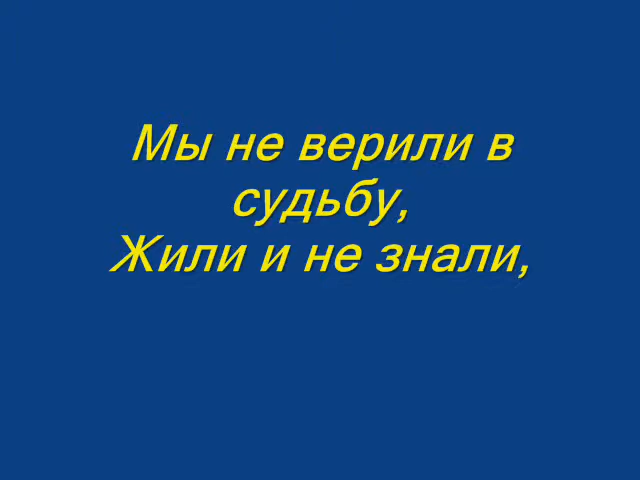 Мы не верили в
судьбу,
Жили и не знали,